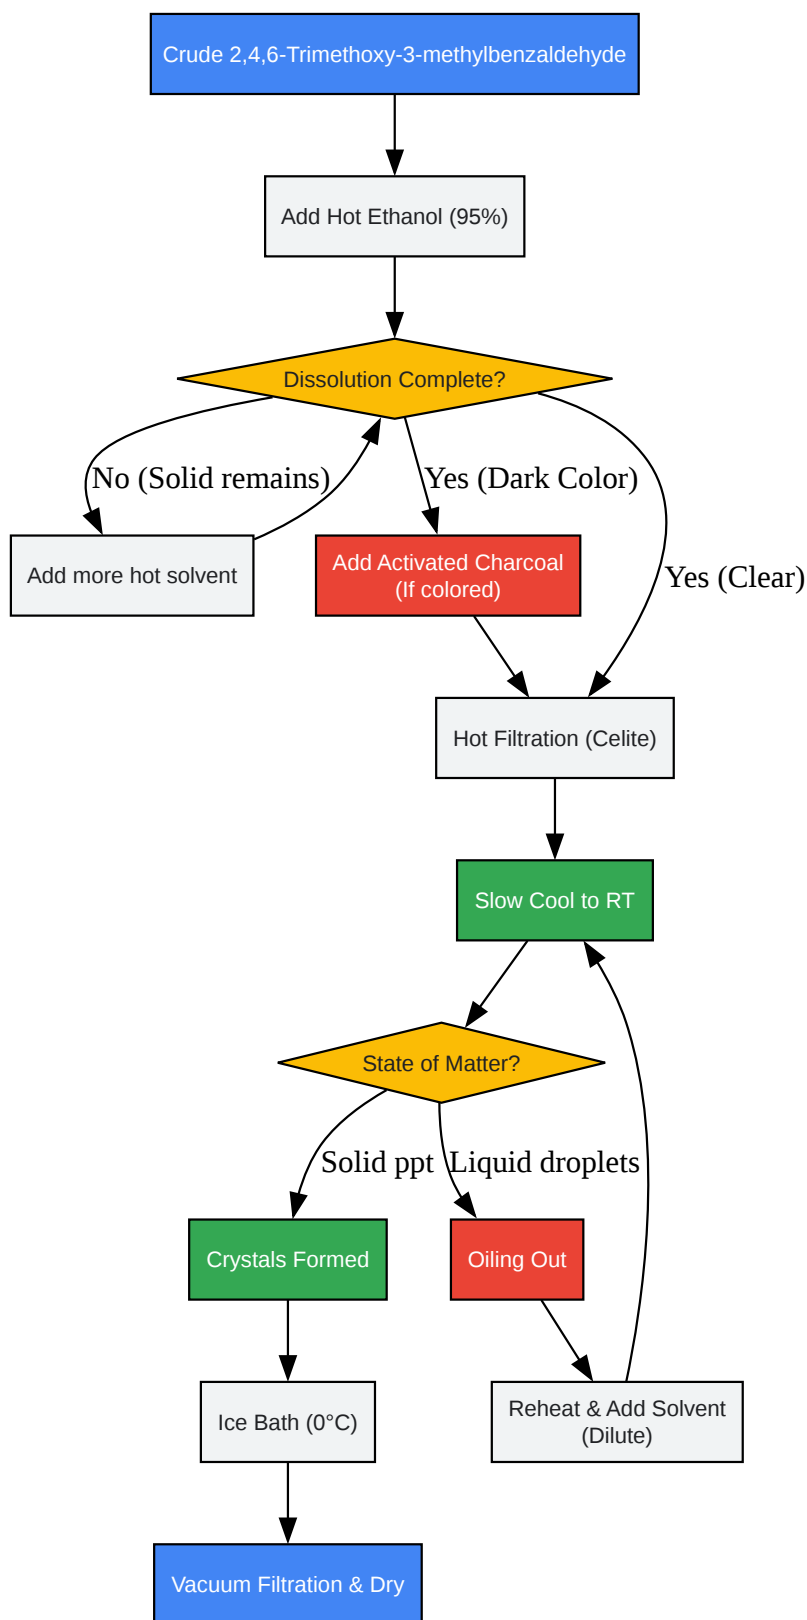 Crude 2,4,6-Trimethoxy-3-methylbenzaldehyde
Add Hot Ethanol (95%)
Dissolution Complete?
No (Solid remains)
Yes (Dark Color)
Add more hot solvent
Add Activated Charcoal
(If colored)
Yes (Clear)
Hot Filtration (Celite)
Slow Cool to RT
State of Matter?
Solid ppt
Liquid droplets
Crystals Formed
Oiling Out
Ice Bath (0°C)
Reheat & Add Solvent
(Dilute)
Vacuum Filtration & Dry